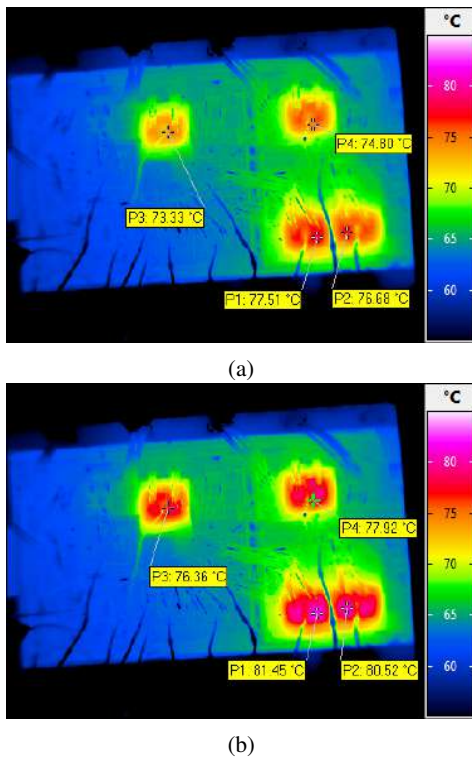 °C
80
75
70
65
60
P4: 74.80 °C
P3: 73.33 °C
P1: 77.51 °C
P2: 76.68 °C
(a)
°C
80
75
70
65
60
P4: 77.92 °C
P3: 76.36 °C
P1: 81.45 °C
P2: 80.52 °C
(b)